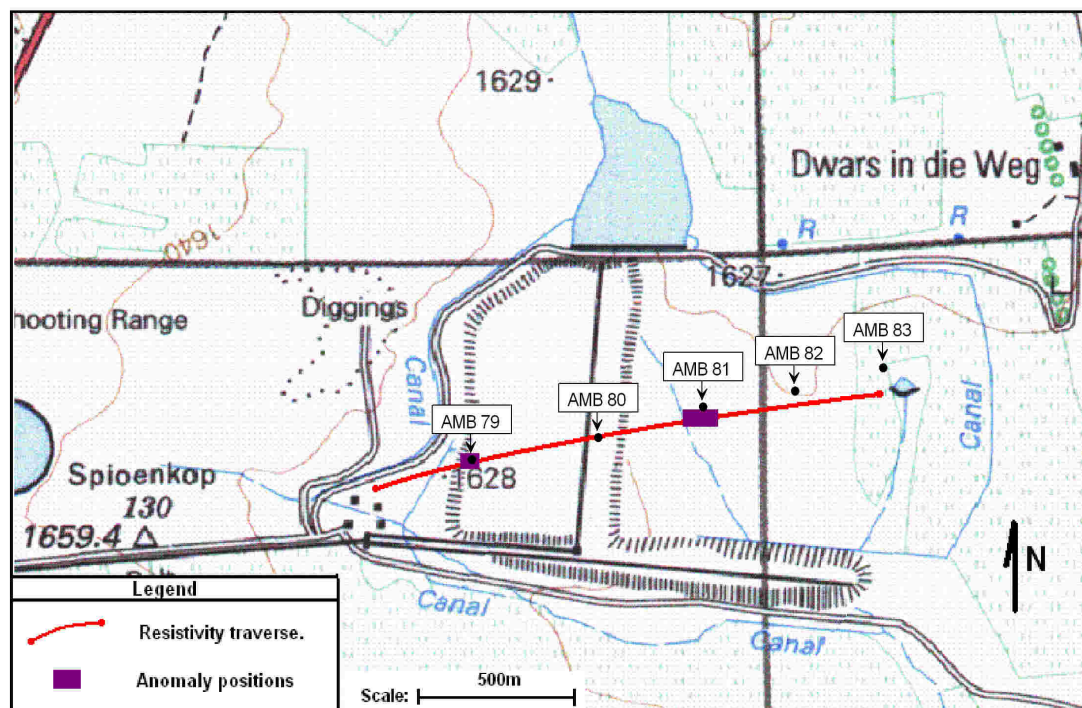 1629
Dwars in die Weg
R
R
1640
1627
Diggings
hooting Range
Canal
AMB 83
AMB 82
AMB 81
AMB 80
AMB 79
Canal
628
Spioenkop
130
1659.4
N
Legend
Resistivity traverse.
Anomaly positions
Canal
Canal
Scale:
500m